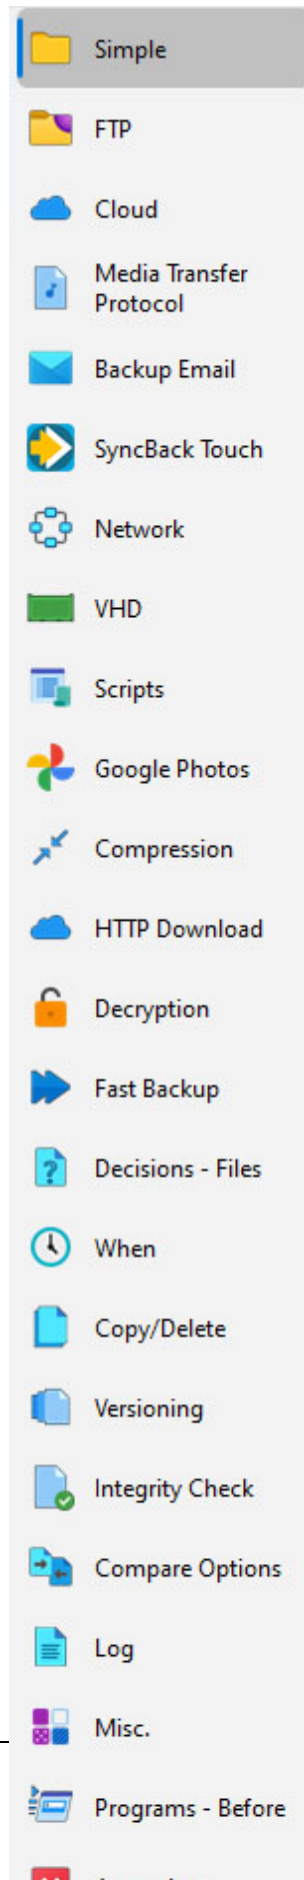 Simple
FTP
Cloud
Media Transfer
Protocol
Backup Email
SyncBack Touch
Network
VHD
Scripts
Google Photos
Compression
HTTP Download
Decryption
Fast Backup
Decisions - Files
When
Copy/Delete
Versioning
Integrity Check
Compare Options
Log
Misc.
Programs - Before